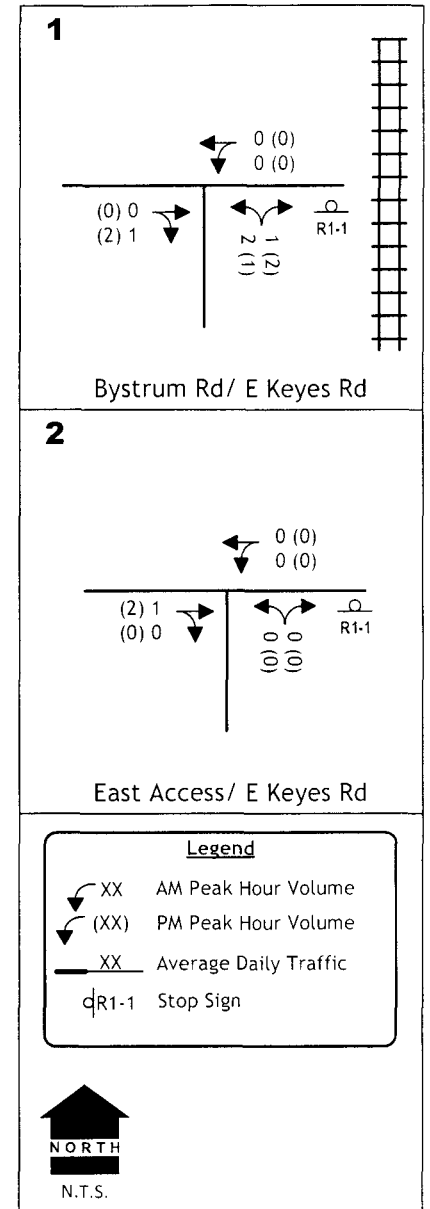 1
0 (0)
0 (0)
(0) 0
(2) 1
2 (1)
1 (2)
R1-1
Bystrum Rd/ E Keyes Rd
2
0 (0)
0 (0)
(2) 1
(0) 0
0 (0)
0 (0)
R1-1
East Access/ E Keyes Rd
Legend
XX AM Peak Hour Volume
(XX) PM Peak Hour Volume
XX Average Daily Traffic
R1-1 Stop Sign
NORTH
N.T.S.